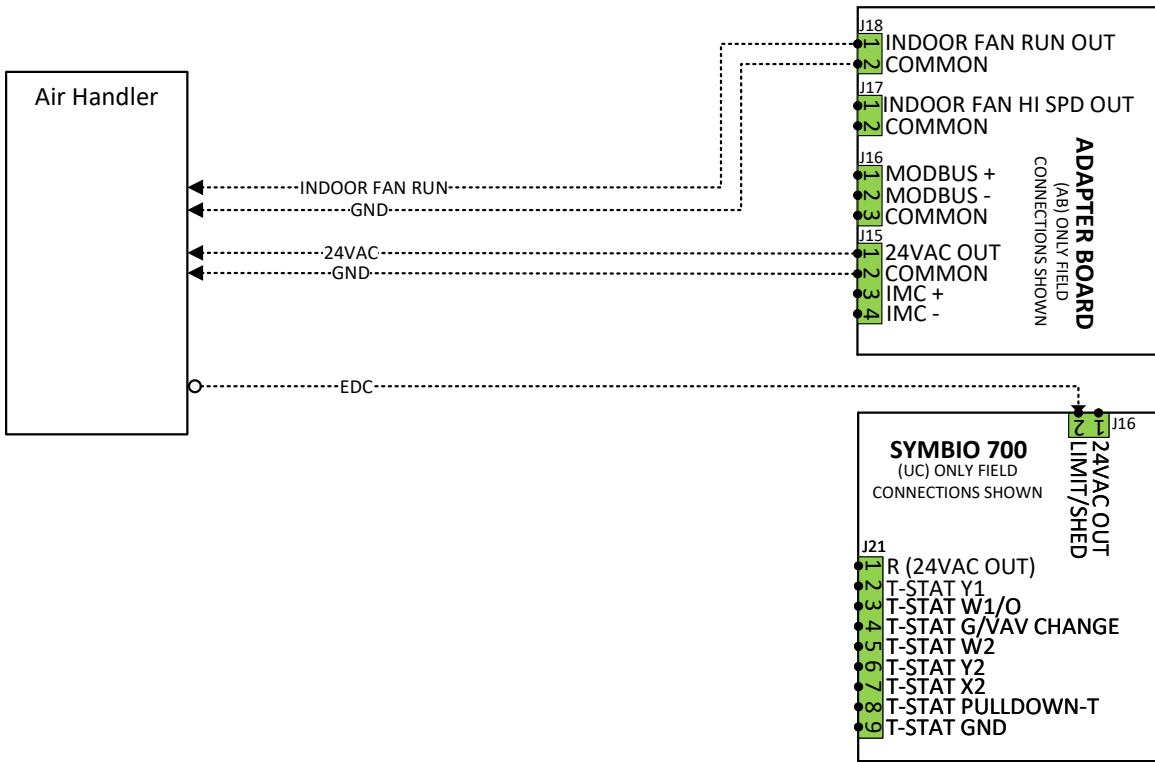 Air Handler
INDOOR FAN RUN
GND
24VAC
GND
EDC
J18
1 INDOOR FAN RUN OUT
2 COMMON
J17
1 INDOOR FAN HI SPD OUT
2 COMMON
J16
1 MODBUS +
2 MODBUS -
3 COMMON
J15
1 24VAC OUT
2 COMMON
3 IMC +
4 IMC -
ADAPTER BOARD
(AB) ONLY FIELD
CONNECTIONS SHOWN
SYMBIO 700
(UC) ONLY FIELD
CONNECTIONS SHOWN
J16
1 24VAC OUT
2 LIMIT/SHED
J21
1 R (24VAC OUT)
2 T-STAT Y1
3 T-STAT W1/O
4 T-STAT G/VAV CHANGE
5 T-STAT W2
6 T-STAT Y2
7 T-STAT X2
8 T-STAT PULLDOWN-T
9 T-STAT GND